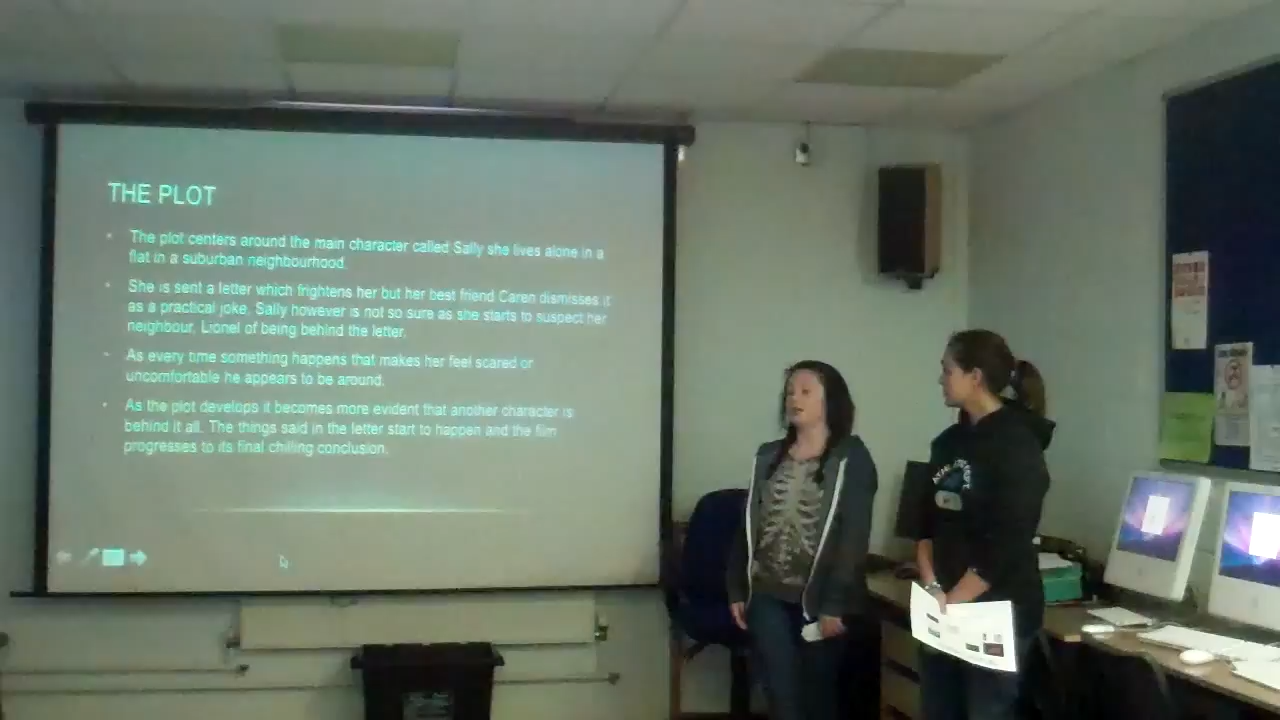 THE PLOT
The plot centers around the main character called Sally she lives alone in a
flat in a suburban neighbourhood.
She is sent a letter which frightens her but her best friend Caren dismisses it
as a practical joke. Sally however is not so sure as she starts to suspect her
neighbour, Lionel of being behind the letter.
As every time something happens that makes her feel scared or
uncomfortable he appears to be around.
As the plot develops it becomes more evident that another character is
behind it all. The things said in the letter start to happen and the film
progresses to its final chilling conclusion.